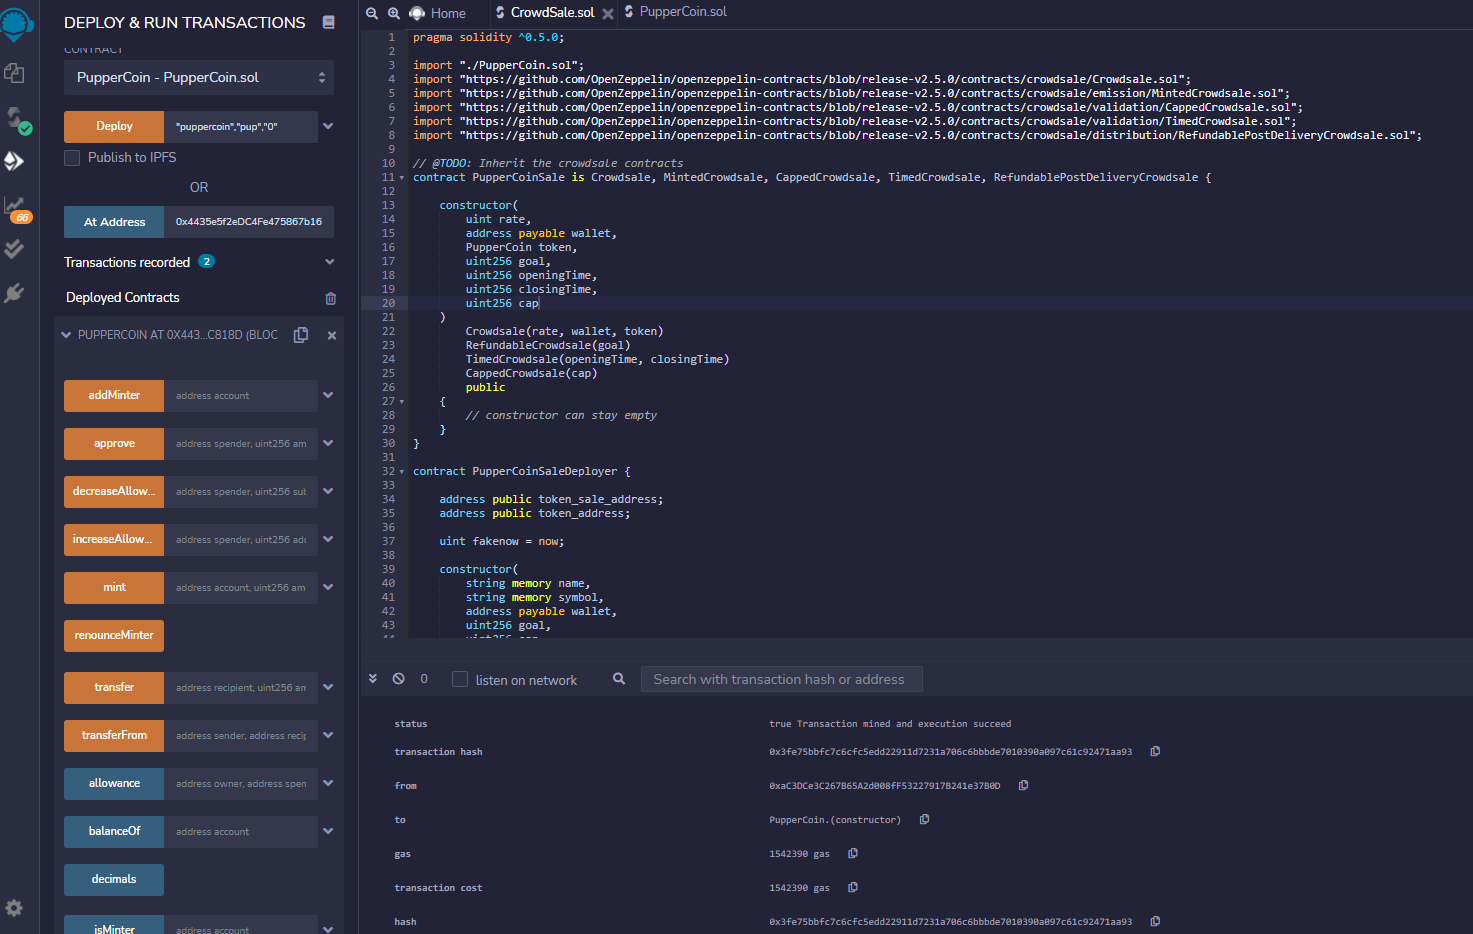 DEPLOY & RUN TRANSACTIONS
CONTRACT
PupperCoin - PupperCoin.sol
Deploy "puppercoin","pup","0"
Publish to IPFS
OR
At Address 0x4435e5f2eDC4Fe475867b16
66
Transactions recorded 2
Deployed Contracts
PUPPERCOIN AT 0X443...C818D (BLOC
addMinter address account
approve address spender, uint256 am
decreaseAllow... address spender, uint256 sub
increaseAllow... address spender, uint256 add
mint address account, uint256 am
renounceMinter
transfer address recipient, uint256 am
transferFrom address sender, address recip
allowance address owner, address spen
balanceOf address account
decimals
isMinter address account
Home CrowdSale.sol PupperCoin.sol
1 pragma solidity ^0.5.0;
2
3 import "./PupperCoin.sol";
4 import "https://github.com/OpenZeppelin/openzeppelin-contracts/blob/release-v2.5.0/contracts/crowdsale/Crowdsale.sol";
5 import "https://github.com/OpenZeppelin/openzeppelin-contracts/blob/release-v2.5.0/contracts/crowdsale/emission/MintedCrowdsale.sol";
6 import "https://github.com/OpenZeppelin/openzeppelin-contracts/blob/release-v2.5.0/contracts/crowdsale/validation/CappedCrowdsale.sol";
7 import "https://github.com/OpenZeppelin/openzeppelin-contracts/blob/release-v2.5.0/contracts/crowdsale/validation/TimedCrowdsale.sol";
8 import "https://github.com/OpenZeppelin/openzeppelin-contracts/blob/release-v2.5.0/contracts/crowdsale/distribution/RefundablePostDeliveryCrowdsale.sol";
9
10 // @TODO: Inherit the crowdsale contracts
11 contract PupperCoinSale is Crowdsale, MintedCrowdsale, CappedCrowdsale, TimedCrowdsale, RefundablePostDeliveryCrowdsale {
12
13 constructor(
14 uint rate,
15 address payable wallet,
16 PupperCoin token,
17 uint256 goal,
18 uint256 openingTime,
19 uint256 closingTime,
20 uint256 cap
21 )
22 Crowdsale(rate, wallet, token)
23 RefundableCrowdsale(goal)
24 TimedCrowdsale(openingTime, closingTime)
25 CappedCrowdsale(cap)
26 public
27 {
28 // constructor can stay empty
29 }
30 }
31
32 contract PupperCoinSaleDeployer {
33
34 address public token_sale_address;
35 address public token_address;
36
37 uint fakenow = now;
38
39 constructor(
40 string memory name,
41 string memory symbol,
42 address payable wallet,
43 uint256 goal,
44 uint256 cap
0 listen on network Search with transaction hash or address
status true Transaction mined and execution succeed
transaction hash 0x3fe75bbfc7c6cfc5edd22911d7231a706c6bbbde7010390a097c61c92471aa93
from 0xaC3DCe3C267B65A2d008fF53227917B241e37B0D
to PupperCoin.(constructor)
gas 1542390 gas
transaction cost 1542390 gas
hash 0x3fe75bbfc7c6cfc5edd22911d7231a706c6bbbde7010390a097c61c92471aa93